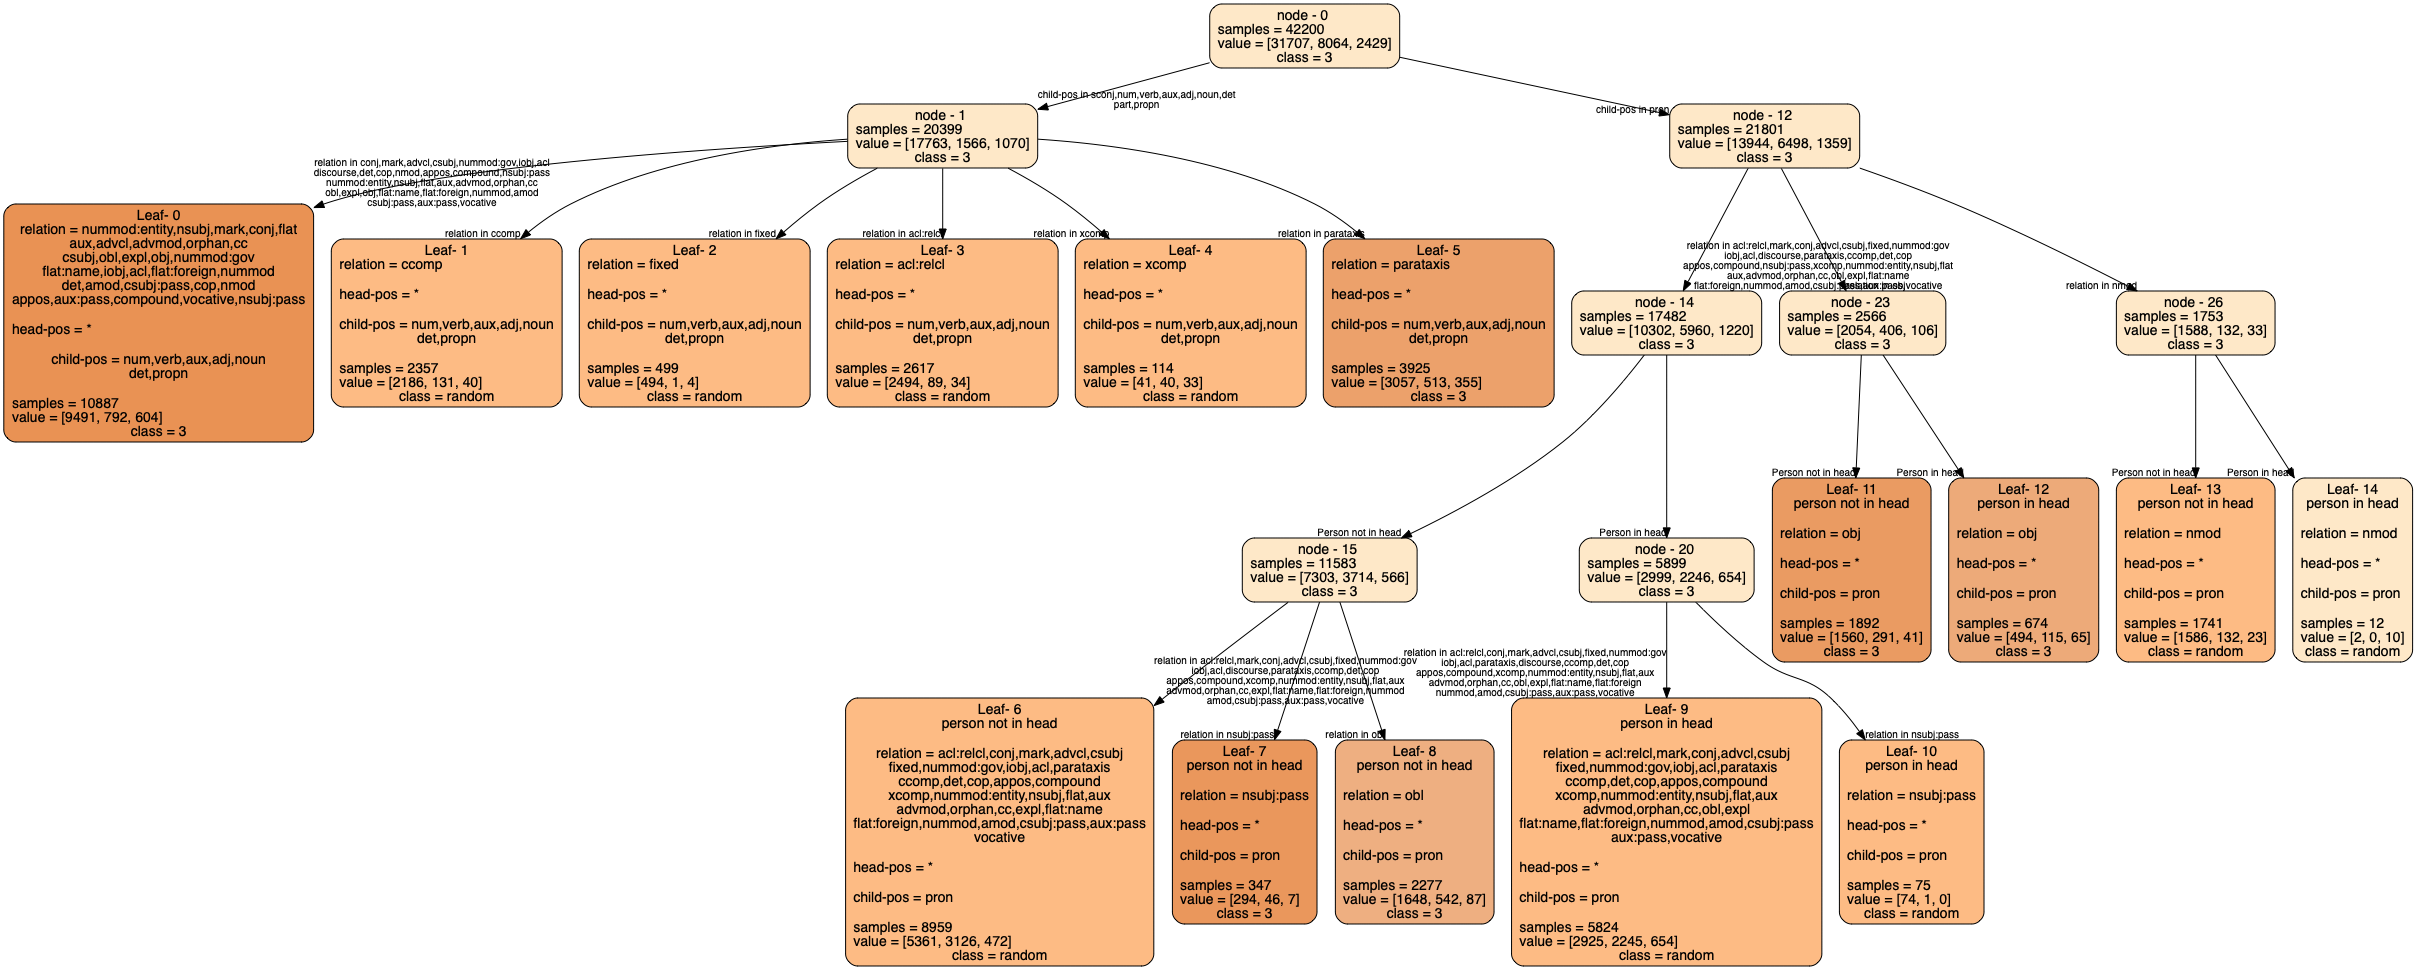 node - 0
samples = 42200
value = [31707, 8064, 2429]
class = 3
child-pos in sconj,num,verb,aux,adj,noun,det
part,propn
child-pos in pron
node - 1
samples = 20399
value = [17763, 1566, 1070]
class = 3
node - 12
samples = 21801
value = [13944, 6498, 1359]
class = 3
relation in conj,mark,advcl,csubj,nummod:gov,iobj,acl
discourse,det,cop,nmod,appos,compound,nsubj:pass
nummod:entity,nsubj,flat,aux,advmod,orphan,cc
obl,expl,obj,flat:name,flat:foreign,nummod,amod
csubj:pass,aux:pass,vocative
relation in ccomp
relation in fixed
relation in acl:relcl
relation in xcomp
relation in parataxis
Leaf- 0
relation = nummod:entity,nsubj,mark,conj,flat
aux,advcl,advmod,orphan,cc
csubj,obl,expl,obj,nummod:gov
flat:name,iobj,acl,flat:foreign,nummod
det,amod,csubj:pass,cop,nmod
appos,aux:pass,compound,vocative,nsubj:pass
head-pos = *
child-pos = num,verb,aux,adj,noun
det,propn
samples = 10887
value = [9491, 792, 604]
class = 3
Leaf- 1
relation = ccomp
head-pos = *
child-pos = num,verb,aux,adj,noun
det,propn
samples = 2357
value = [2186, 131, 40]
class = random
Leaf- 2
relation = fixed
head-pos = *
child-pos = num,verb,aux,adj,noun
det,propn
samples = 499
value = [494, 1, 4]
class = random
Leaf- 3
relation = acl:relcl
head-pos = *
child-pos = num,verb,aux,adj,noun
det,propn
samples = 2617
value = [2494, 89, 34]
class = random
Leaf- 4
relation = xcomp
head-pos = *
child-pos = num,verb,aux,adj,noun
det,propn
samples = 114
value = [41, 40, 33]
class = random
Leaf- 5
relation = parataxis
head-pos = *
child-pos = num,verb,aux,adj,noun
det,propn
samples = 3925
value = [3057, 513, 355]
class = 3
relation in acl:relcl,mark,conj,advcl,csubj,fixed,nummod:gov
iobj,acl,discourse,parataxis,ccomp,det,cop
appos,compound,nsubj:pass,xcomp,nummod:entity,nsubj,flat
aux,advmod,orphan,cc,obl,expl,flat:name
flat:foreign,nummod,amod,csubj:pass,aux:pass,vocative
relation in obj
relation in nmod
node - 14
samples = 17482
value = [10302, 5960, 1220]
class = 3
node - 23
samples = 2566
value = [2054, 406, 106]
class = 3
node - 26
samples = 1753
value = [1588, 132, 33]
class = 3
Person not in head
Person in head
Person not in head
Person in head
Leaf- 11
person not in head
relation = obj
head-pos = *
child-pos = pron
samples = 1892
value = [1560, 291, 41]
class = 3
Leaf- 12
person in head
relation = obj
head-pos = *
child-pos = pron
samples = 674
value = [494, 115, 65]
class = 3
Leaf- 13
person not in head
relation = nmod
head-pos = *
child-pos = pron
samples = 1741
value = [1586, 132, 23]
class = random
Leaf- 14
person in head
relation = nmod
head-pos = *
child-pos = pron
samples = 12
value = [2, 0, 10]
class = random
Person not in head
Person in head
node - 15
samples = 11583
value = [7303, 3714, 566]
class = 3
node - 20
samples = 5899
value = [2999, 2246, 654]
class = 3
relation in acl:relcl,conj,mark,advcl,csubj,fixed,nummod:gov
iobj,acl,discourse,parataxis,ccomp,det,cop
appos,compound,xcomp,nummod:entity,nsubj,flat,aux
advmod,orphan,cc,expl,flat:name,flat:foreign,nummod
amod,csubj:pass,aux:pass,vocative
relation in nsubj:pass
relation in obl
relation in acl:relcl,conj,mark,advcl,csubj,fixed,nummod:gov
iobj,acl,parataxis,discourse,ccomp,det,cop
appos,compound,xcomp,nummod:entity,nsubj,flat,aux
advmod,orphan,cc,obl,expl,flat:name,flat:foreign
nummod,amod,csubj:pass,aux:pass,vocative
relation in nsubj:pass
Leaf- 6
person not in head
relation = acl:relcl,conj,mark,advcl,csubj
fixed,nummod:gov,iobj,acl,parataxis
ccomp,det,cop,appos,compound
xcomp,nummod:entity,nsubj,flat,aux
advmod,orphan,cc,expl,flat:name
flat:foreign,nummod,amod,csubj:pass,aux:pass
vocative
head-pos = *
child-pos = pron
samples = 8959
value = [5361, 3126, 472]
class = random
Leaf- 7
person not in head
relation = nsubj:pass
head-pos = *
child-pos = pron
samples = 347
value = [294, 46, 7]
class = 3
Leaf- 8
person not in head
relation = obl
head-pos = *
child-pos = pron
samples = 2277
value = [1648, 542, 87]
class = 3
Leaf- 9
person in head
relation = acl:relcl,mark,conj,advcl,csubj
fixed,nummod:gov,iobj,acl,parataxis
ccomp,det,cop,appos,compound
xcomp,nummod:entity,nsubj,flat,aux
advmod,orphan,cc,obl,expl
flat:name,flat:foreign,nummod,amod,csubj:pass
aux:pass,vocative
head-pos = *
child-pos = pron
samples = 5824
value = [2925, 2245, 654]
class = random
Leaf- 10
person in head
relation = nsubj:pass
head-pos = *
child-pos = pron
samples = 75
value = [74, 1, 0]
class = random